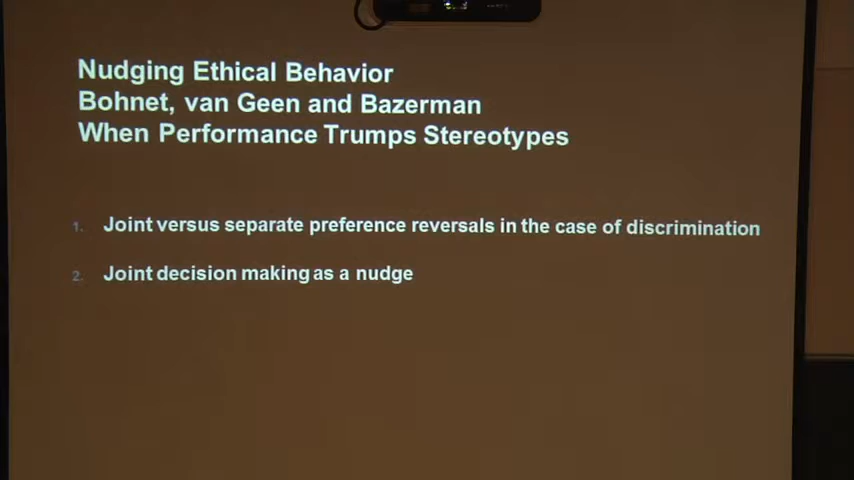 Nudging Ethical Behavior
Bohnet, van Geen and Bazerman
When Performance Trumps Stereotypes
1. Joint versus separate preference reversals in the case of discrimination
2. Joint decision making as a nudge